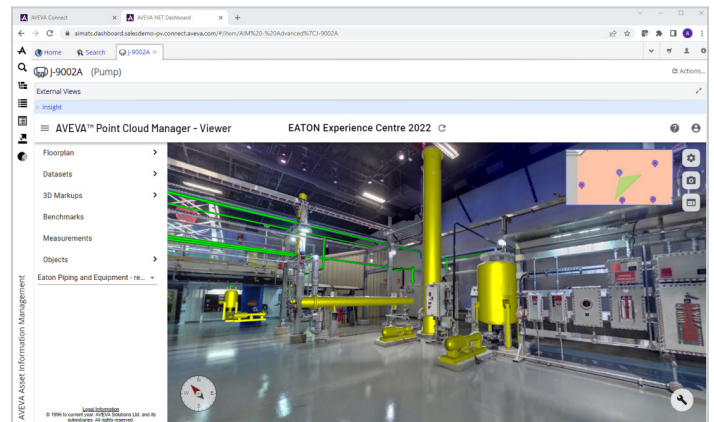 AVEVA Connect
AVEVA NET Dashboard
aimats.dashboard.salesdemo-pv.connect.aveva.com/#/item/AIM%20-%20Advanced%7CJ-9002A
Home
Search
J-9002A
J-9002A (Pump)
Actions...
External Views
insight
AVEVA™ Point Cloud Manager - Viewer
EATON Experience Centre 2022
Floorplan
Datasets
3D Markups
Benchmarks
Measurements
Objects
Eaton Piping and Equipment - re...
AVEVA Asset Information Management
N
W
E
S
Legal Information
© 1996 to current year. AVEVA Solutions Ltd. and its
subsidiaries. All rights reserved.